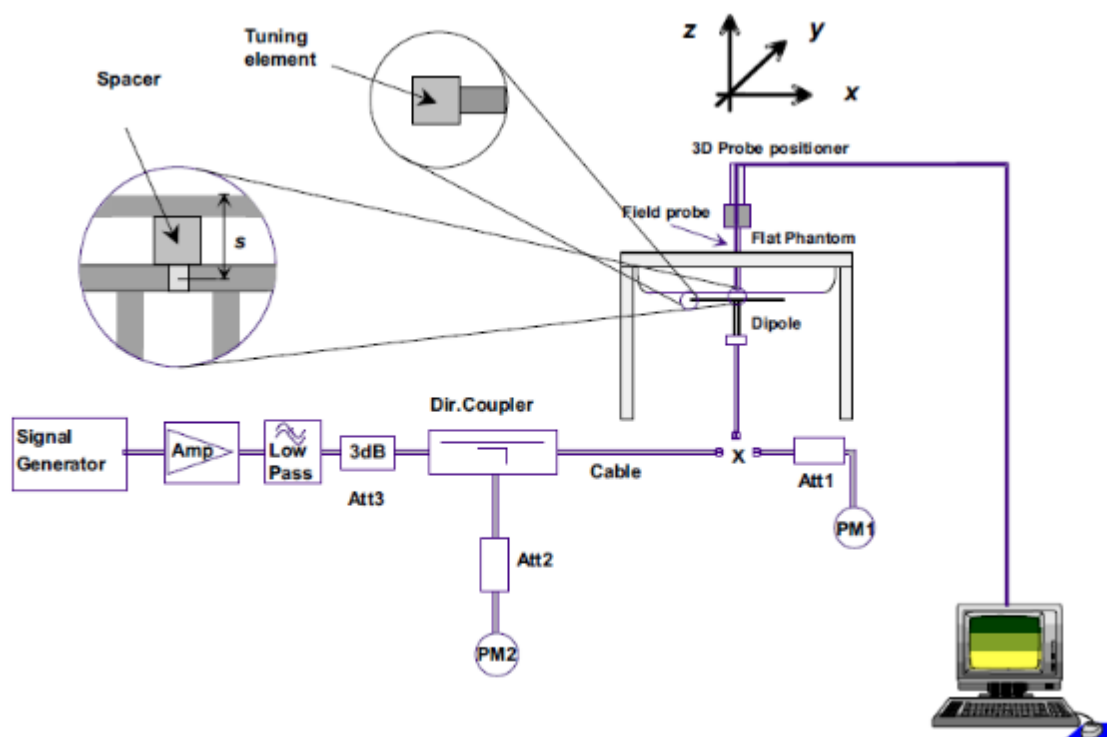 Tuning
element
Spacer
s
z
y
x
3D Probe positioner
Field probe
Flat Phantom
Dipole
Dir.Coupler
Signal
Generator
Amp
Low
Pass
3dB
Att3
Cable
X
Att1
PM1
Att2
PM2